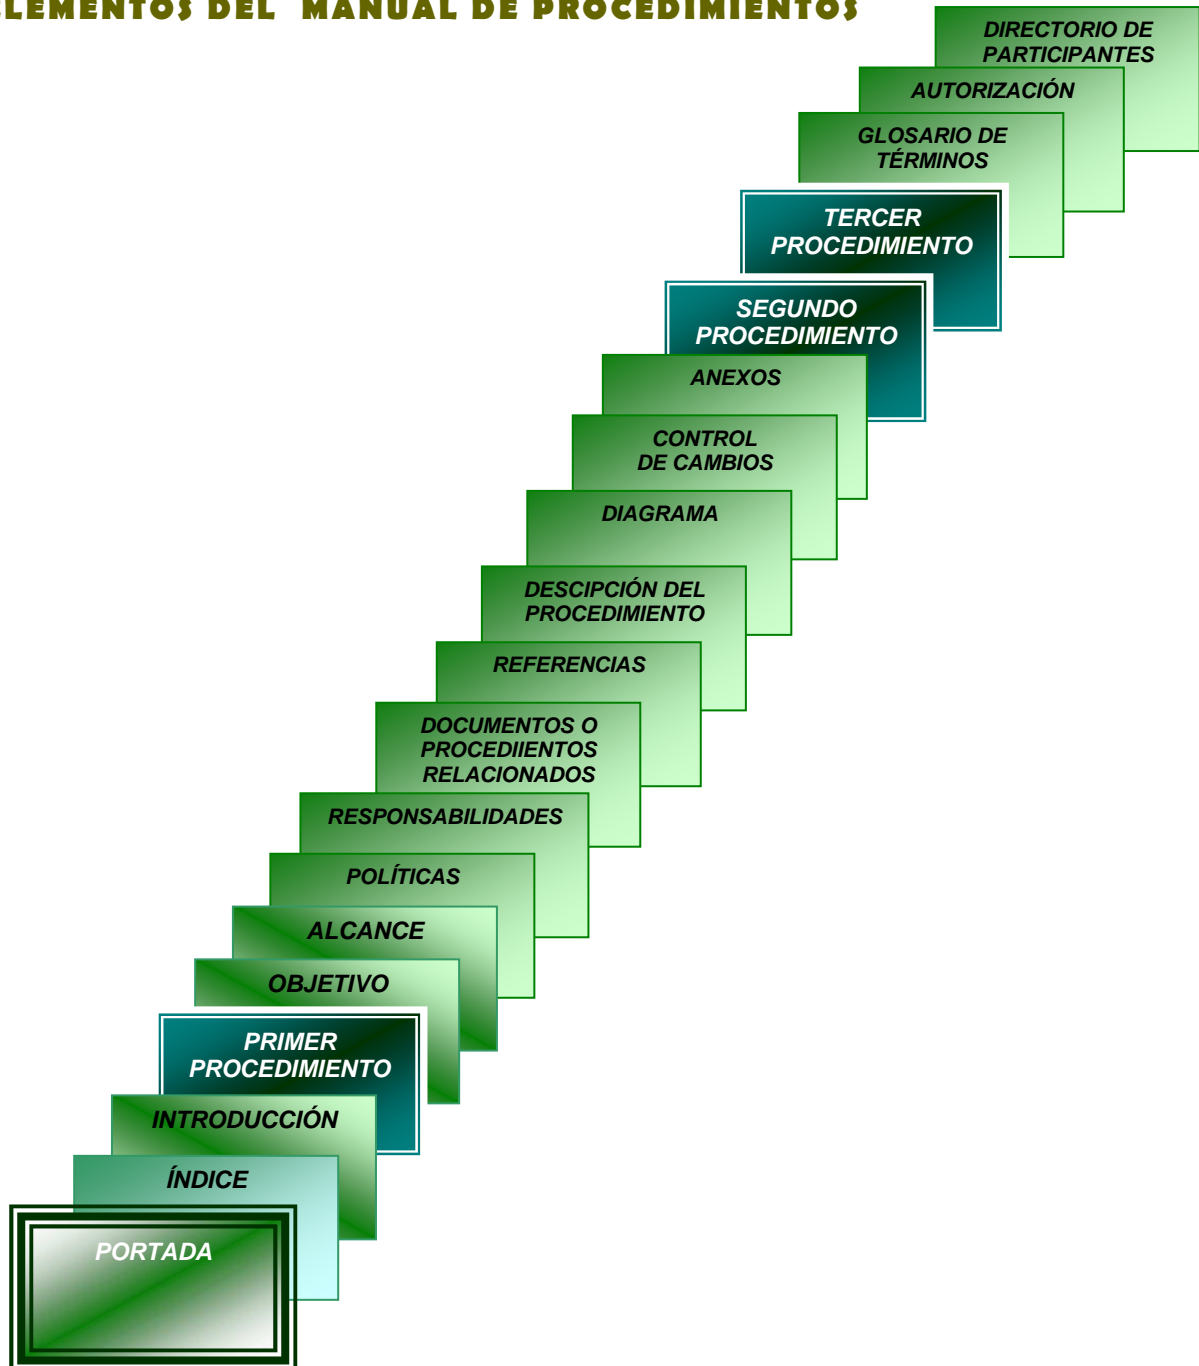 ELEMENTOS DEL MANUAL DE PROCEDIMIENTOS
DIRECTORIO DE
PARTICIPANTES
AUTORIZACIÓN
GLOSARIO DE
TÉRMINOS
TERCER
PROCEDIMIENTO
SEGUNDO
PROCEDIMIENTO
ANEXOS
CONTROL
DE CAMBIOS
DIAGRAMA
DESCIPCIÓN DEL
PROCEDIMIENTO
REFERENCIAS
DOCUMENTOS O
PROCEDIIENTOS
RELACIONADOS
RESPONSABILIDADES
POLÍTICAS
ALCANCE
OBJETIVO
PRIMER
PROCEDIMIENTO
INTRODUCCIÓN
ÍNDICE
PORTADA